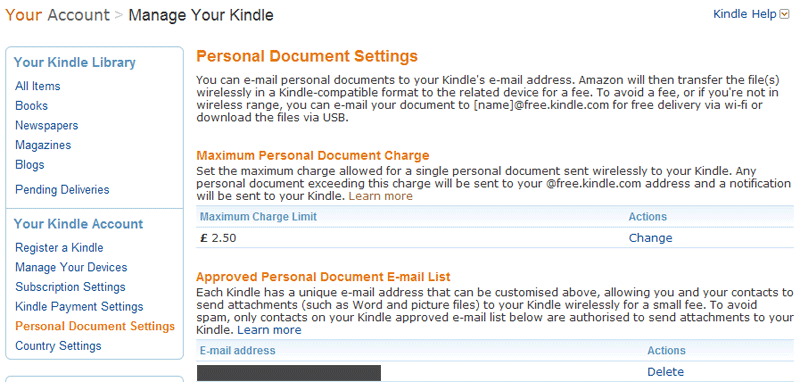 Your Account > Manage Your Kindle
Kindle Help
Your Kindle Library
All Items
Books
Newspapers
Magazines
Blogs
Pending Deliveries
Your Kindle Account
Register a Kindle
Manage Your Devices
Subscription Settings
Kindle Payment Settings
Personal Document Settings
Country Settings
Personal Document Settings
You can e-mail personal documents to your Kindle's e-mail address. Amazon will then transfer the file(s)
wirelessly in a Kindle-compatible format to the related device for a fee. To avoid a fee, or if you're not in
wireless range, you can e-mail your document to [name]@free.kindle.com for free delivery via wi-fi or
download the files via USB.
Maximum Personal Document Charge
Set the maximum charge allowed for a single personal document sent wirelessly to your Kindle. Any
personal document exceeding this charge will be sent to your @free.kindle.com address and a notification
will be sent to your Kindle. Learn more
Maximum Charge Limit Actions
£ 2.50 Change
Approved Personal Document E-mail List
Each Kindle has a unique e-mail address that can be customised above, allowing you and your contacts to
send attachments (such as Word and picture files) to your Kindle wirelessly for a small fee. To avoid
spam, only contacts on your Kindle approved e-mail list below are authorised to send attachments to your
Kindle. Learn more
E-mail address Actions
Delete